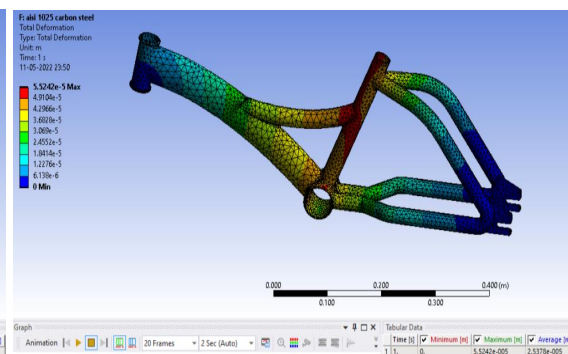 F: aisi 1025 carbon steel
Total Deformation
Type: Total Deformation
Unit: m
Time: 1 s
11-05-2022 23:50
5.5242e-5 Max
4.9104e-5
4.2966e-5
3.6828e-5
3.069e-5
2.4552e-5
1.8414e-5
1.2276e-5
6.138e-6
0 Min
0.000 0.200 0.400 (m)
0.100 0.300
Graph
Animation 20 Frames 2 Sec (Auto)
Tabular Data
Time [s] Minimum [m] Maximum [m] Average [m
1 1. 0. 5.5242e-005 2.5378e-005